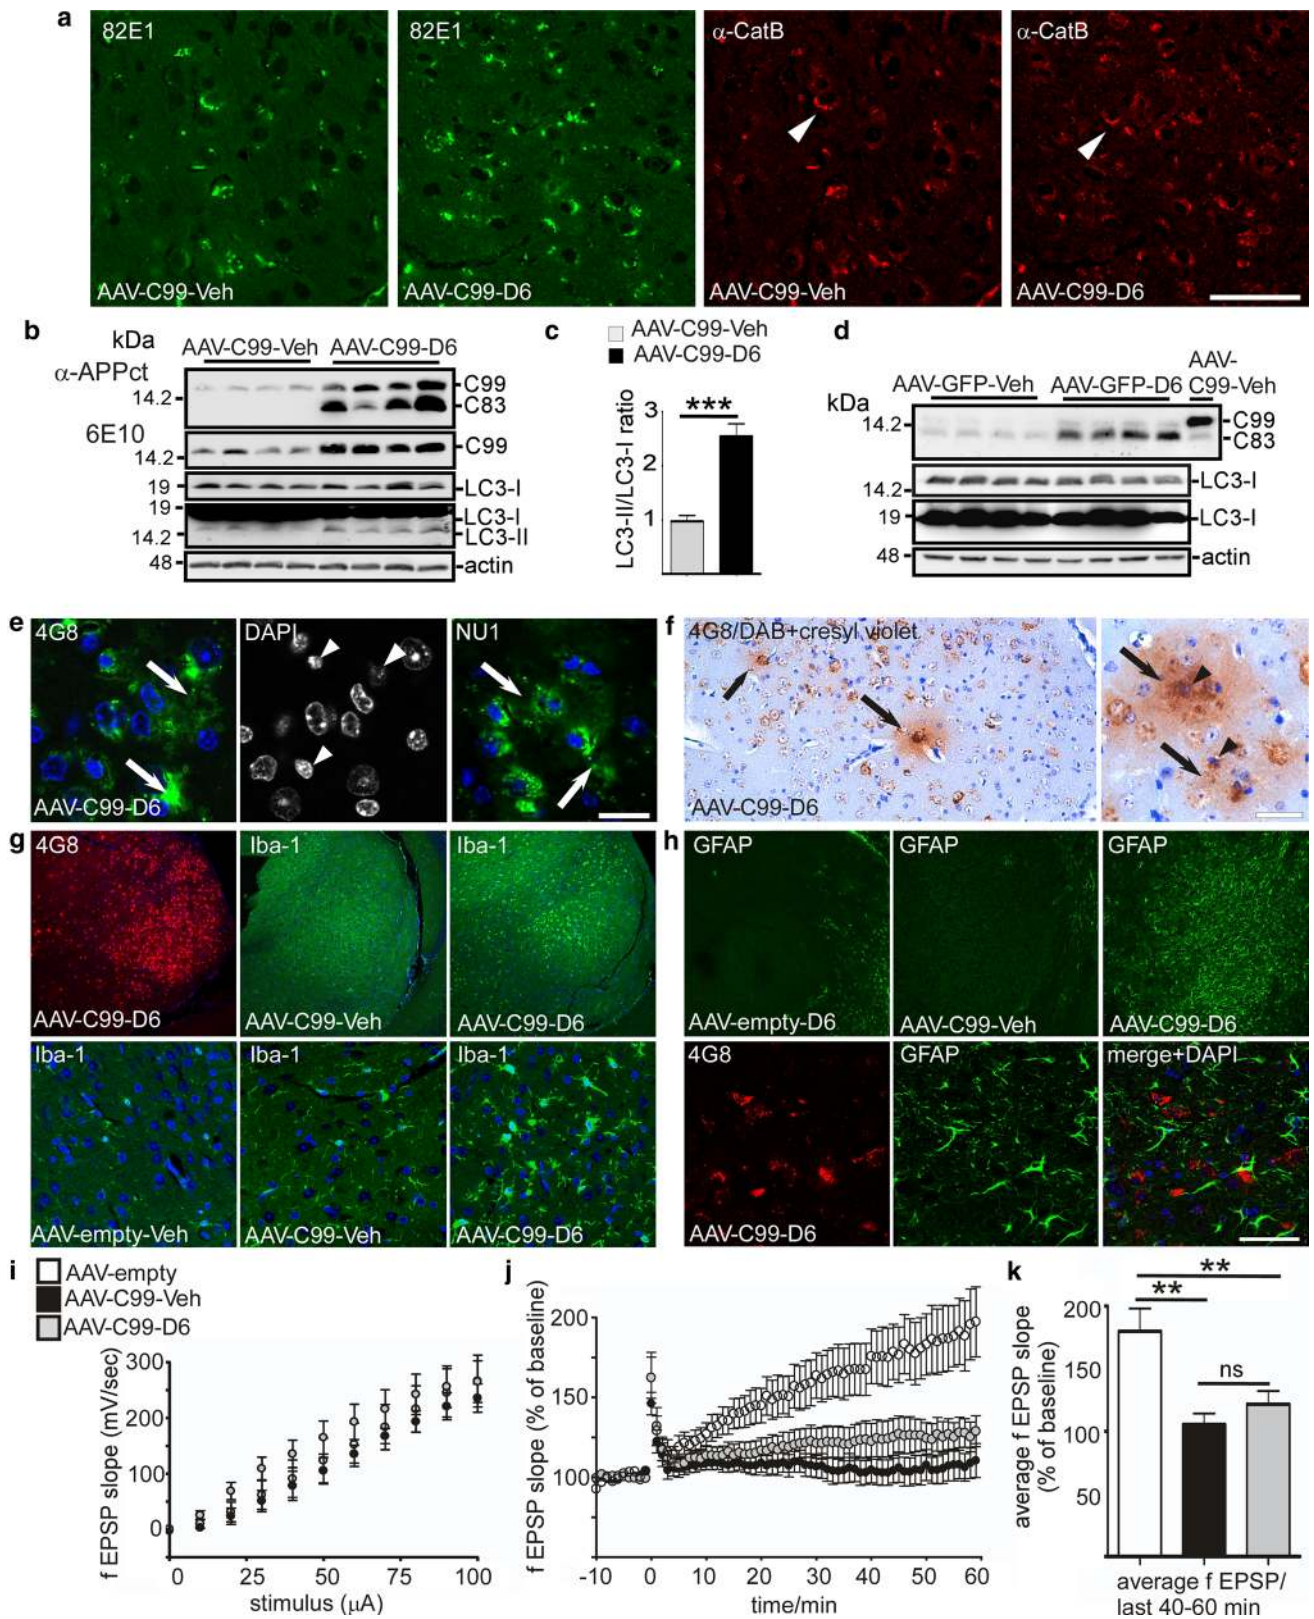 a
82E1
82E1
α-CatB
α-CatB
AAV-C99-Veh
AAV-C99-D6
AAV-C99-Veh
AAV-C99-D6
b
kDa
AAV-C99-Veh
AAV-C99-D6
α-APPct
14.2
C99
C83
6E10
14.2
C99
19
LC3-I
19
LC3-I
14.2
LC3-II
48
actin
c
AAV-C99-Veh
AAV-C99-D6
LC3-II/LC3-I ratio
3
2
1
***
d
AAV-
C99-Veh
AAV-GFP-Veh
AAV-GFP-D6
kDa
14.2
C99
C83
14.2
LC3-I
19
LC3-I
48
actin
e
4G8
DAPI
NU1
AAV-C99-D6
f
4G8/DAB+cresyl violet
AAV-C99-D6
g
4G8
Iba-1
Iba-1
AAV-C99-D6
AAV-C99-Veh
AAV-C99-D6
Iba-1
Iba-1
Iba-1
AAV-empty-Veh
AAV-C99-Veh
AAV-C99-D6
h
GFAP
GFAP
GFAP
AAV-empty-D6
AAV-C99-Veh
AAV-C99-D6
4G8
GFAP
merge+DAPI
AAV-C99-D6
i
AAV-empty
AAV-C99-Veh
AAV-C99-D6
f EPSP slope (mV/sec)
300
200
100
0
0 25 50 75 100
stimulus (µA)
j
f EPSP slope (% of baseline)
200
150
100
-10 0 10 20 30 40 50 60
time/min
k
average f EPSP slope
(% of baseline)
200
150
100
50
**
**
ns
average f EPSP/
last 40-60 min